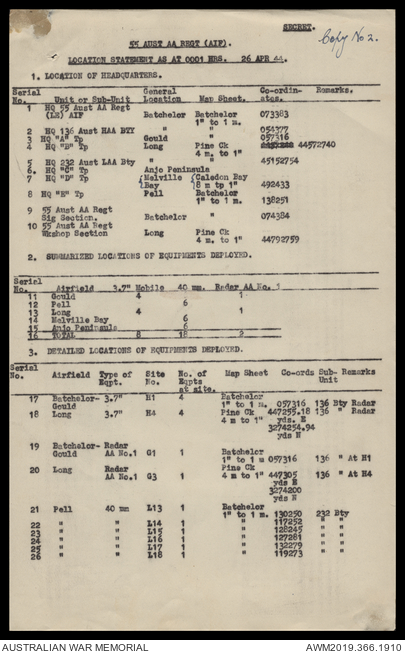 SECRET.
Copy No 2.
55 AUST AA REGT (AIF).
LOCATION STATEMENT AS AT 0001 HRS. 26 APR 44.
1. LOCATION OF HEADQUARTERS.
Serial General Co-ordin- Remarks.
No. Unit or Sub-Unit Location Map Sheet. ates.
1 HQ 55 Aust AA Regt
(LE) AIF Batchelor Batchelor 073383
1" to 1 m.
2 HQ 136 Aust HAA BTY " " 054377
3 HQ "A" Tp Gould " 057316
4 HQ "B" Tp Long Pine Ck 44572740
4 m. to 1"
5 HQ 232 Aust LAA Bty " " 45152754
6. HQ "C" Tp Anjo Peninsula
7 HQ "D" Tp (Melville (Caledon Bay
(Bay (8 m tp 1" 492433
8 HQ "E" Tp Pell Batchelor 138251
1" to 1 m.
9 55 Aust AA Regt
Sig Section. Batchelor " 074384
10 55 Aust AA Regt
Wkshop Section Long Pine Ck
4 m. to 1" 44792759
2. SUMMARIZED LOCATIONS OF EQUIPMENTS DEPLOYED.
Serial
No. Airfield 3.7" Mobile 40 mm. Radar AA No. 1
11 Gould 4 1
12 Pell 6
13 Long 4 1
14 Melville Bay 6
15 Anjo Peninsula 6
16 TOTAL 8 18 2
3. DETAILED LOCATIONS OF EQUIPMENTS DEPLOYED.
Serial Airfield Type of Site No. of Map Sheet Co-ords Sub- Remarks
No. Eqpt. No. Eqpts Unit
at site.
17 Batchelor- 3.7" H1 4 Batchelor
Gould 1" to 1 m. 057316 136 Bty Radar
18 Long 3.7" H4 4 Pine Ck 447255.18 136 " Radar
4 m to 1" yds. E
3274254.94
yds N
19 Batchelor- Radar Batchelor
Gould AA No.1 G1 1 1" to 1 m 057316 136 " At H1
20 Long Radar Pine Ck
AA No.1 G3 1 4 m to 1" 447305 136 " At H4
yds E
3274200
yds N
21 Pell 40 mm L13 1 Batchelor
1" to 1 m. 130250 232 Bty
22 " " L14 1 " 117252 " "
23 " " L15 1 " 128245 " "
24 " " L16 1 " 127281 " "
25 " " L17 1 " 132279 " "
26 " " L18 1 " 119273 " "
AUSTRALIAN WAR MEMORIAL AWM2019.366.1910